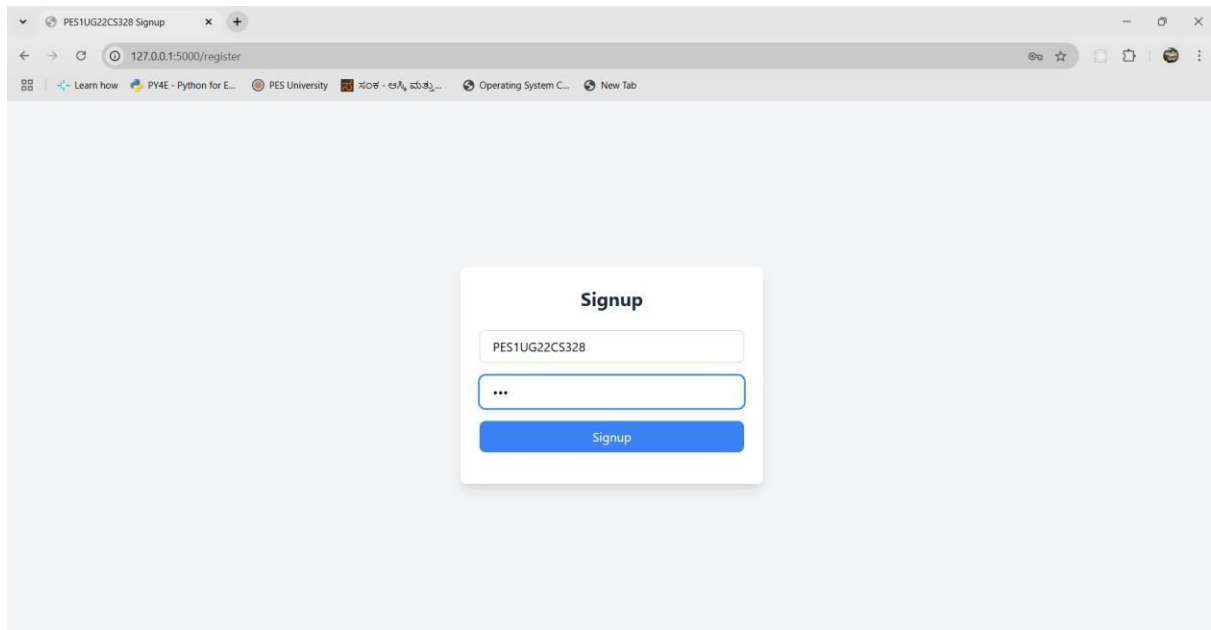 PES1UG22CS328 Signup
127.0.0.1:5000/register
Learn how PY4E - Python for E... PES University ಸಂಕ - ಆಸ್ಕಿ ಮತ್ತು... Operating System C... New Tab
Signup
PES1UG22CS328
•••
Signup